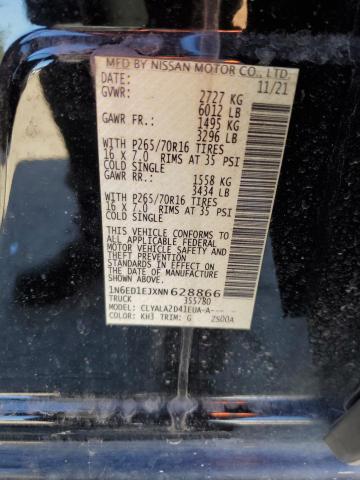 MFD BY NISSAN MOTOR CO., LTD.
DATE: 11/21
GVWR: 2727 KG
6012 LB
GAWR FR.: 1495 KG
3296 LB
WITH P265/70R16 TIRES
16 X 7.0 RIMS AT 35 PSI
COLD SINGLE
GAWR RR.: 1558 KG
3434 LB
WITH P265/70R16 TIRES
16 X 7.0 RIMS AT 35 PSI
COLD SINGLE
THIS VEHICLE CONFORMS TO
ALL APPLICABLE FEDERAL MOTOR
VEHICLE SAFETY AND
THEFT PREVENTION
STANDARDS IN EFFECT ON THE
DATE OF MANUFACTURE
SHOWN ABOVE.
1N6ED1EJXNN628866
TRUCK 355780
MODEL: CLYALA2D41EUA-A---
COLOR: KH3 TRIM: G 2S00A